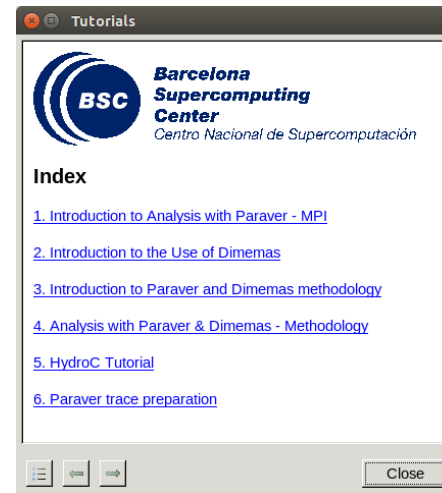 Tutorials
BSC
Barcelona
Supercomputing
Center
Centro Nacional de Supercomputación
Index
1. Introduction to Analysis with Paraver - MPI
2. Introduction to the Use of Dimemas
3. Introduction to Paraver and Dimemas methodology
4. Analysis with Paraver & Dimemas - Methodology
5. HydroC Tutorial
6. Paraver trace preparation
Close